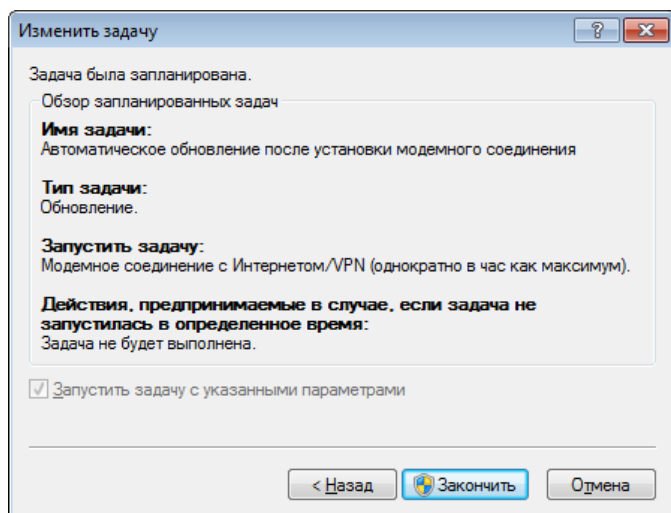 Изменить задачу
Задача была запланирована.
Обзор запланированных задач
Имя задачи:
Автоматическое обновление после установки модемного соединения
Тип задачи:
Обновление.
Запустить задачу:
Модемное соединение с Интернетом/VPN (однократно в час как максимум).
Действия, предпринимаемые в случае, если задача не
запустилась в определенное время:
Задача не будет выполнена.
Запустить задачу с указанными параметрами
< Назад Закончить Отмена